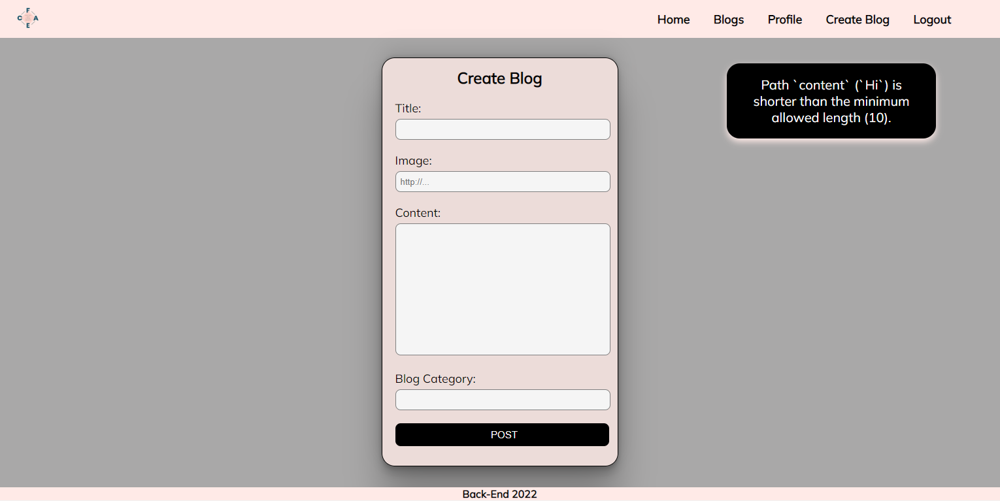 F
C A
E
Home Blogs Profile Create Blog Logout
Create Blog
Path `content` (`Hi`) is
shorter than the minimum
allowed length (10).
Title:
Image:
http://...
Content:
Blog Category:
POST
Back-End 2022